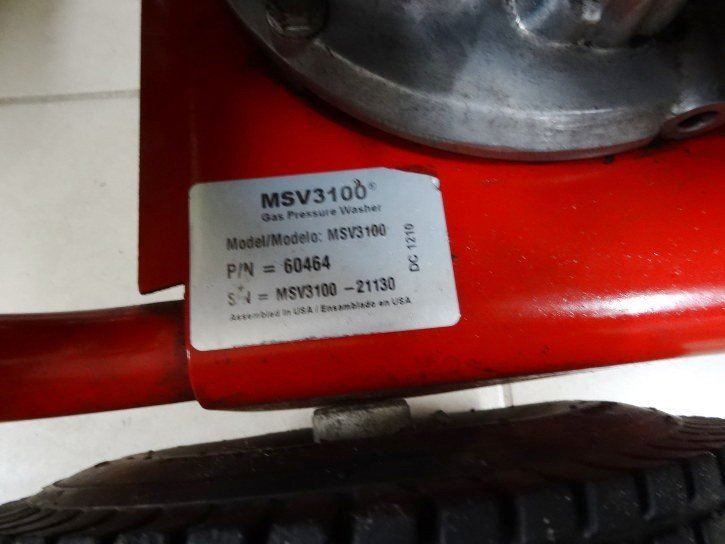 MSV3100®
Gas Pressure Washer
Model/Modelo: MSV3100
P/N = 60464
S/N = MSV3100 -21130
Assembled in USA / Ensamblado en USA
DC 1210